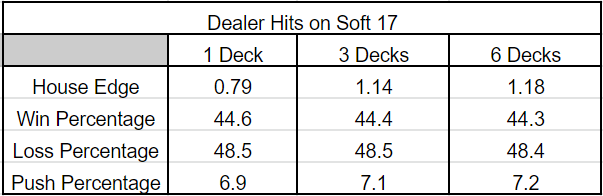 Dealer Hits on Soft 17
1 Deck 3 Decks 6 Decks
House Edge 0.79 1.14 1.18
Win Percentage 44.6 44.4 44.3
Loss Percentage 48.5 48.5 48.4
Push Percentage 6.9 7.1 7.2